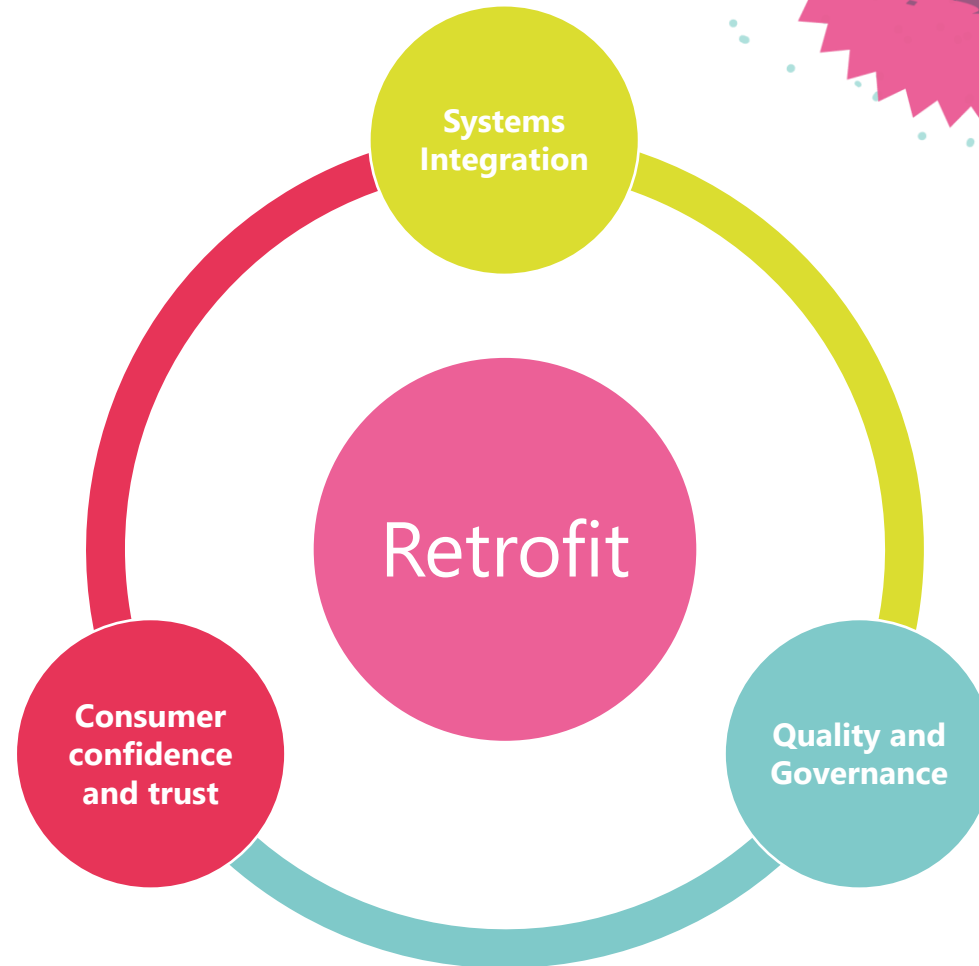 Systems
Integration
Retrofit
Consumer
confidence
and trust
Quality and
Governance